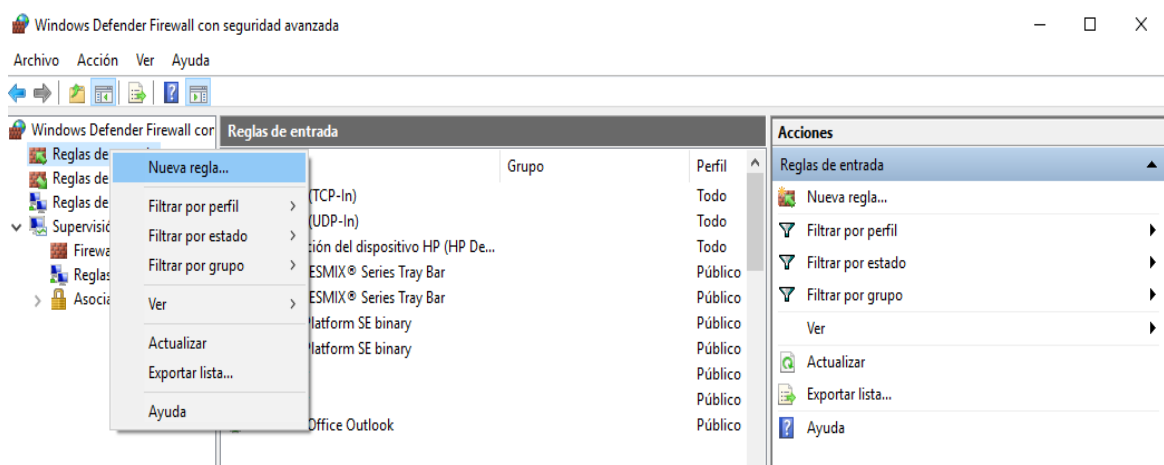 Windows Defender Firewall con seguridad avanzada
Archivo Acción Ver Ayuda
Windows Defender Firewall con
Reglas de
Reglas de
Reglas de
Supervisió
Firewa
Reglas
Asocia
Nueva regla...
Filtrar por perfil
Filtrar por estado
Filtrar por grupo
Ver
Actualizar
Exportar lista...
Ayuda
Reglas de entrada
Grupo Perfil
(TCP-In) Todo
(UDP-In) Todo
ción del dispositivo HP (HP De... Todo
ESMIX® Series Tray Bar Público
ESMIX® Series Tray Bar Público
Platform SE binary Público
Platform SE binary Público
Público
Público
Office Outlook Público
Acciones
Reglas de entrada
Nueva regla...
Filtrar por perfil
Filtrar por estado
Filtrar por grupo
Ver
Actualizar
Exportar lista...
Ayuda